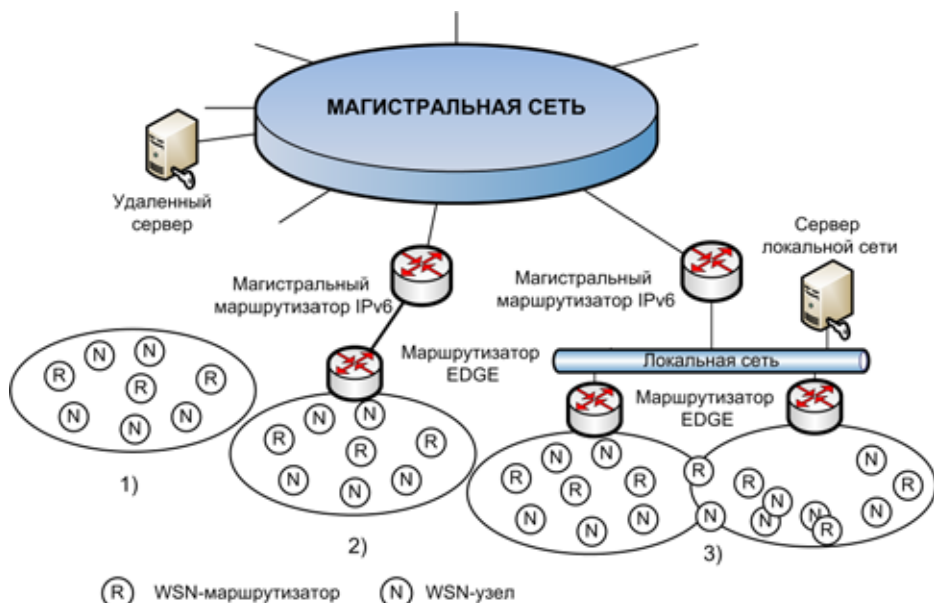 МАГИСТРАЛЬНАЯ СЕТЬ
Удаленный
сервер
Сервер
локальной сети
Магистральный
маршрутизатор IPv6
Магистральный
маршрутизатор IPv6
Маршрутизатор
EDGE
Локальная сеть
Маршрутизатор
EDGE
N
N
R
R
R
N
N
N
1)
N
N
R
R
R
N
N
N
2)
N
N
R
R
R
N
N
N
R
N
N
R
R
N
N
N
N
R
3)
R WSN-маршрутизатор
N WSN-узел